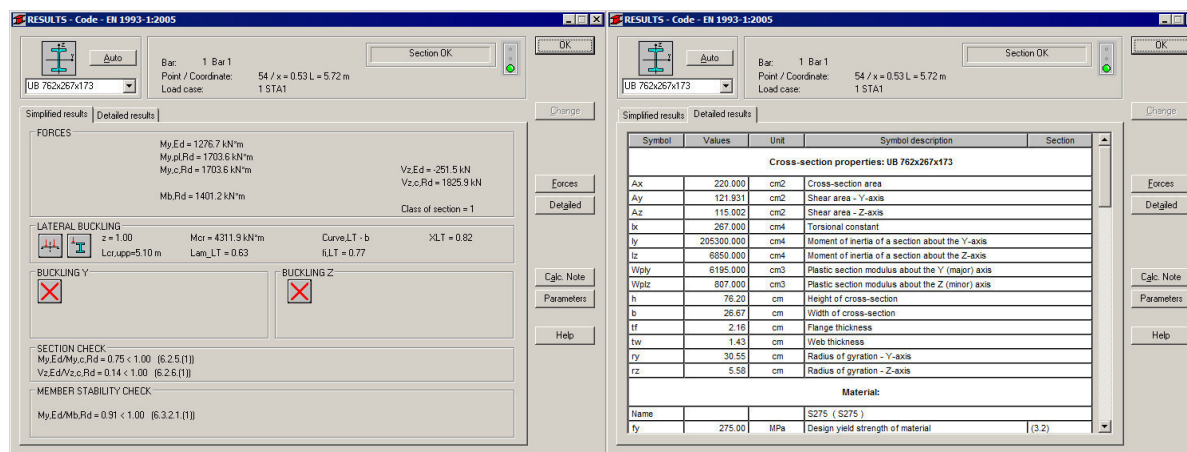 RESULTS - Code - EN 1993-1:2005
Auto
UB 762x267x173
Bar: 1 Bar 1
Point / Coordinate: 54 / x = 0.53 L = 5.72 m
Load case: 1 STA1
Section OK
OK
Change
Simplified results Detailed results
FORCES
My,Ed = 1276.7 kN*m
My,pl,Rd = 1703.6 kN*m
My,c,Rd = 1703.6 kN*m
Vz,Ed = -251.5 kN
Vz,c,Rd = 1825.9 kN
Mb,Rd = 1401.2 kN*m
Class of section = 1
Forces
Detailed
LATERAL BUCKLING
z = 1.00 Mcr = 4311.9 kN*m Curve,LT - b XLT = 0.82
Lcr,upp=5.10 m Lam_LT = 0.63 fi,LT = 0.77
BUCKLING Y BUCKLING Z
Calc. Note
Parameters
Help
SECTION CHECK
My,Ed/My,c,Rd = 0.75 < 1.00 (6.2.5.(1))
Vz,Ed/Vz,c,Rd = 0.14 < 1.00 (6.2.6.(1))
MEMBER STABILITY CHECK
My,Ed/Mb,Rd = 0.91 < 1.00 (6.3.2.1.(1))
RESULTS - Code - EN 1993-1:2005
Auto
UB 762x267x173
Bar: 1 Bar 1
Point / Coordinate: 54 / x = 0.53 L = 5.72 m
Load case: 1 STA1
Section OK
OK
Change
Simplified results Detailed results
Symbol Values Unit Symbol description Section
Cross-section properties: UB 762x267x173
Ax 220.000 cm2 Cross-section area
Ay 121.931 cm2 Shear area - Y-axis
Az 115.002 cm2 Shear area - Z-axis
Ix 267.000 cm4 Torsional constant
Iy 205300.000 cm4 Moment of inertia of a section about the Y-axis
Iz 6850.000 cm4 Moment of inertia of a section about the Z-axis
Wply 6195.000 cm3 Plastic section modulus about the Y (major) axis
Wplz 807.000 cm3 Plastic section modulus about the Z (minor) axis
h 76.20 cm Height of cross-section
b 26.67 cm Width of cross-section
tf 2.16 cm Flange thickness
tw 1.43 cm Web thickness
ry 30.55 cm Radius of gyration - Y-axis
rz 5.58 cm Radius of gyration - Z-axis
Material:
Name S275 ( S275 )
fy 275.00 MPa Design yield strength of material (3.2)
Forces
Detailed
Calc. Note
Parameters
Help